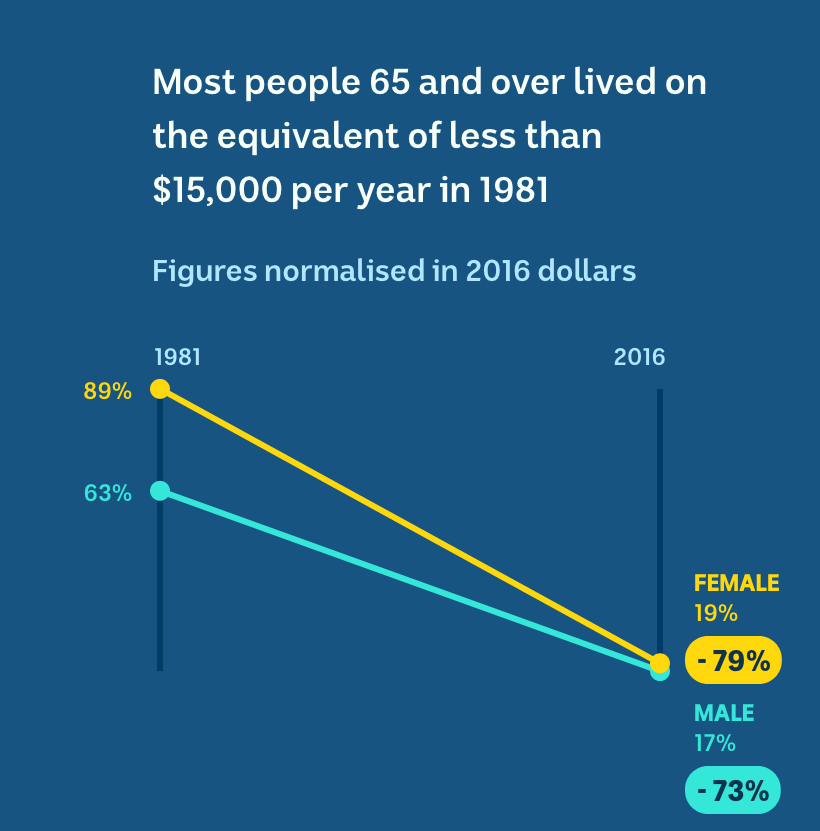 Most people 65 and over lived on
the equivalent of less than
$15,000 per year in 1981
Figures normalised in 2016 dollars
1981
2016
89%
63%
FEMALE
19%
- 79%
MALE
17%
- 73%